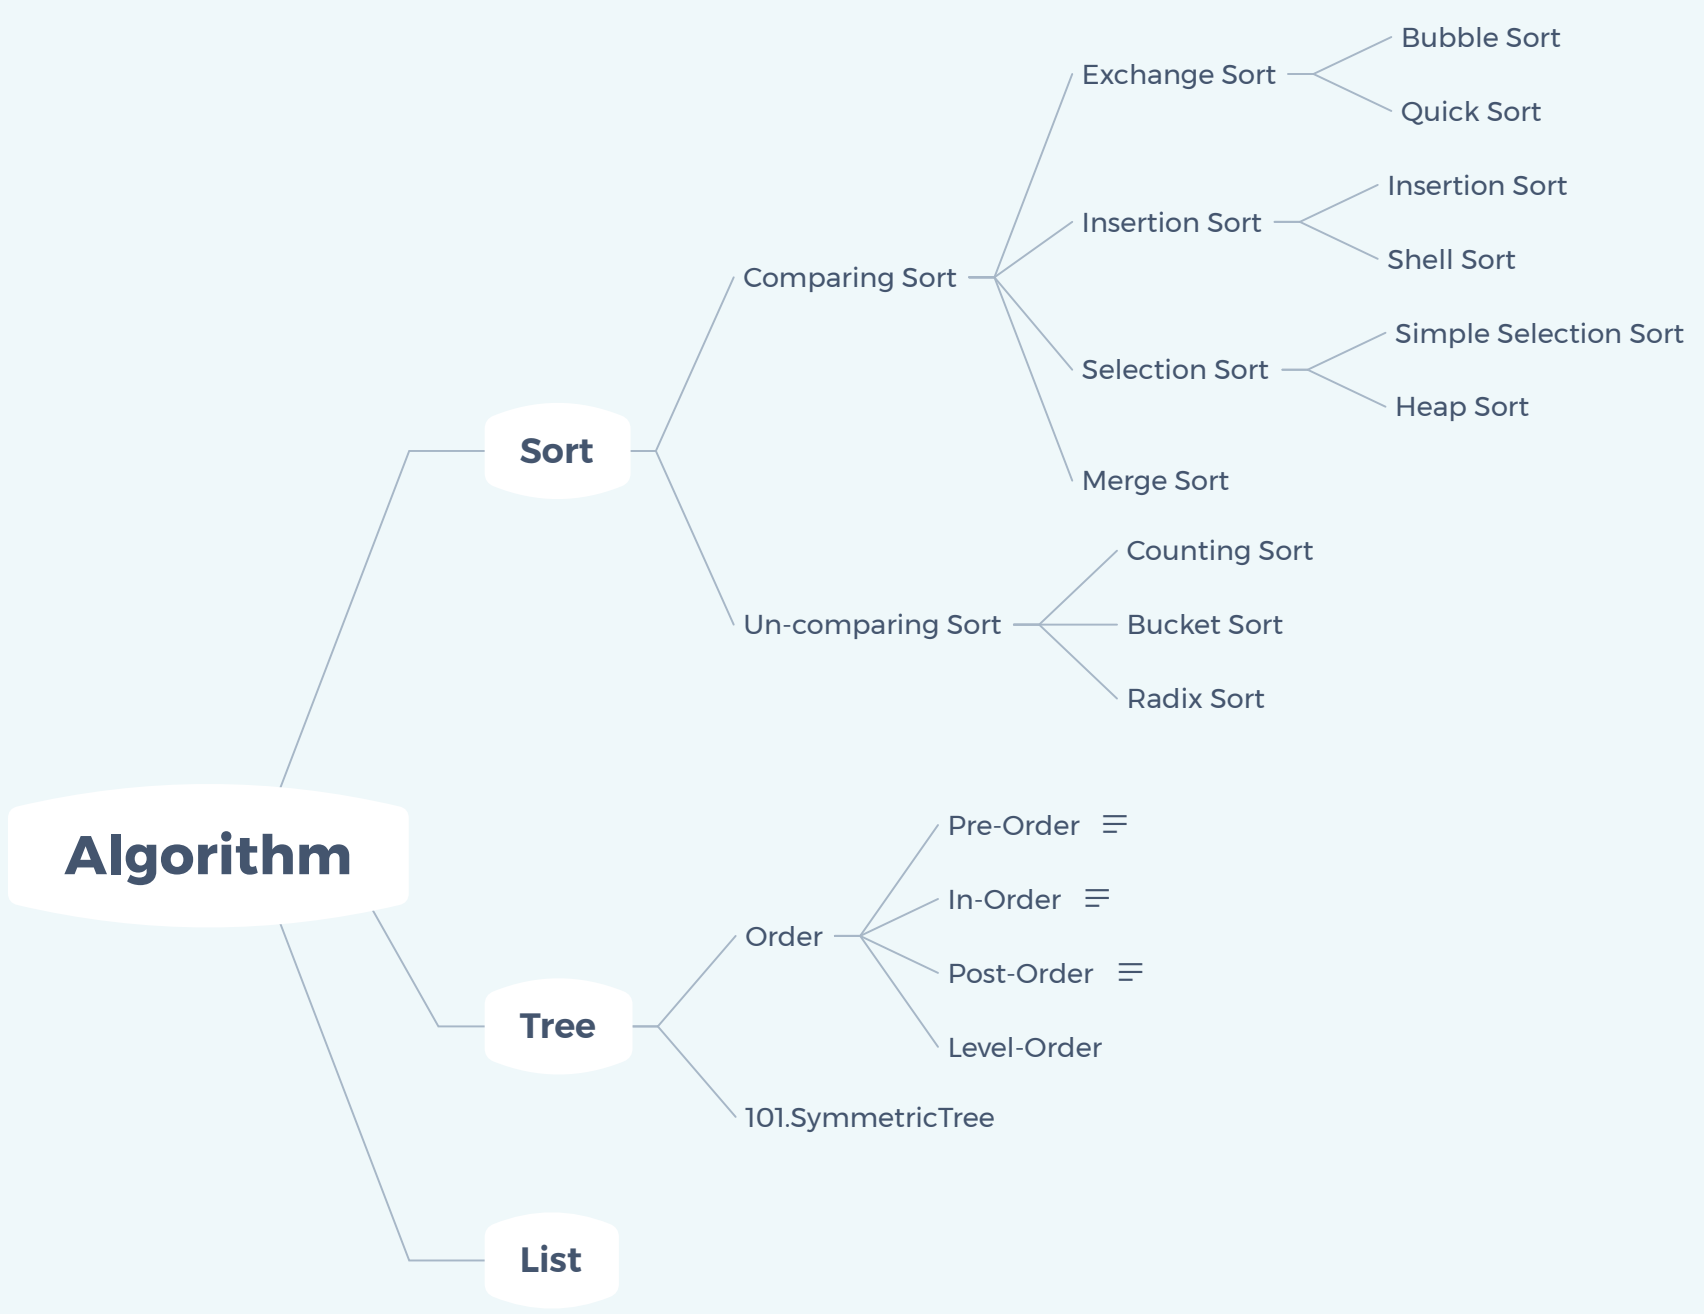 Algorithm
Sort
Comparing Sort
Exchange Sort
Bubble Sort
Quick Sort
Insertion Sort
Insertion Sort
Shell Sort
Selection Sort
Simple Selection Sort
Heap Sort
Merge Sort
Un-comparing Sort
Counting Sort
Bucket Sort
Radix Sort
Tree
Order
Pre-Order
In-Order
Post-Order
Level-Order
101.SymmetricTree
List